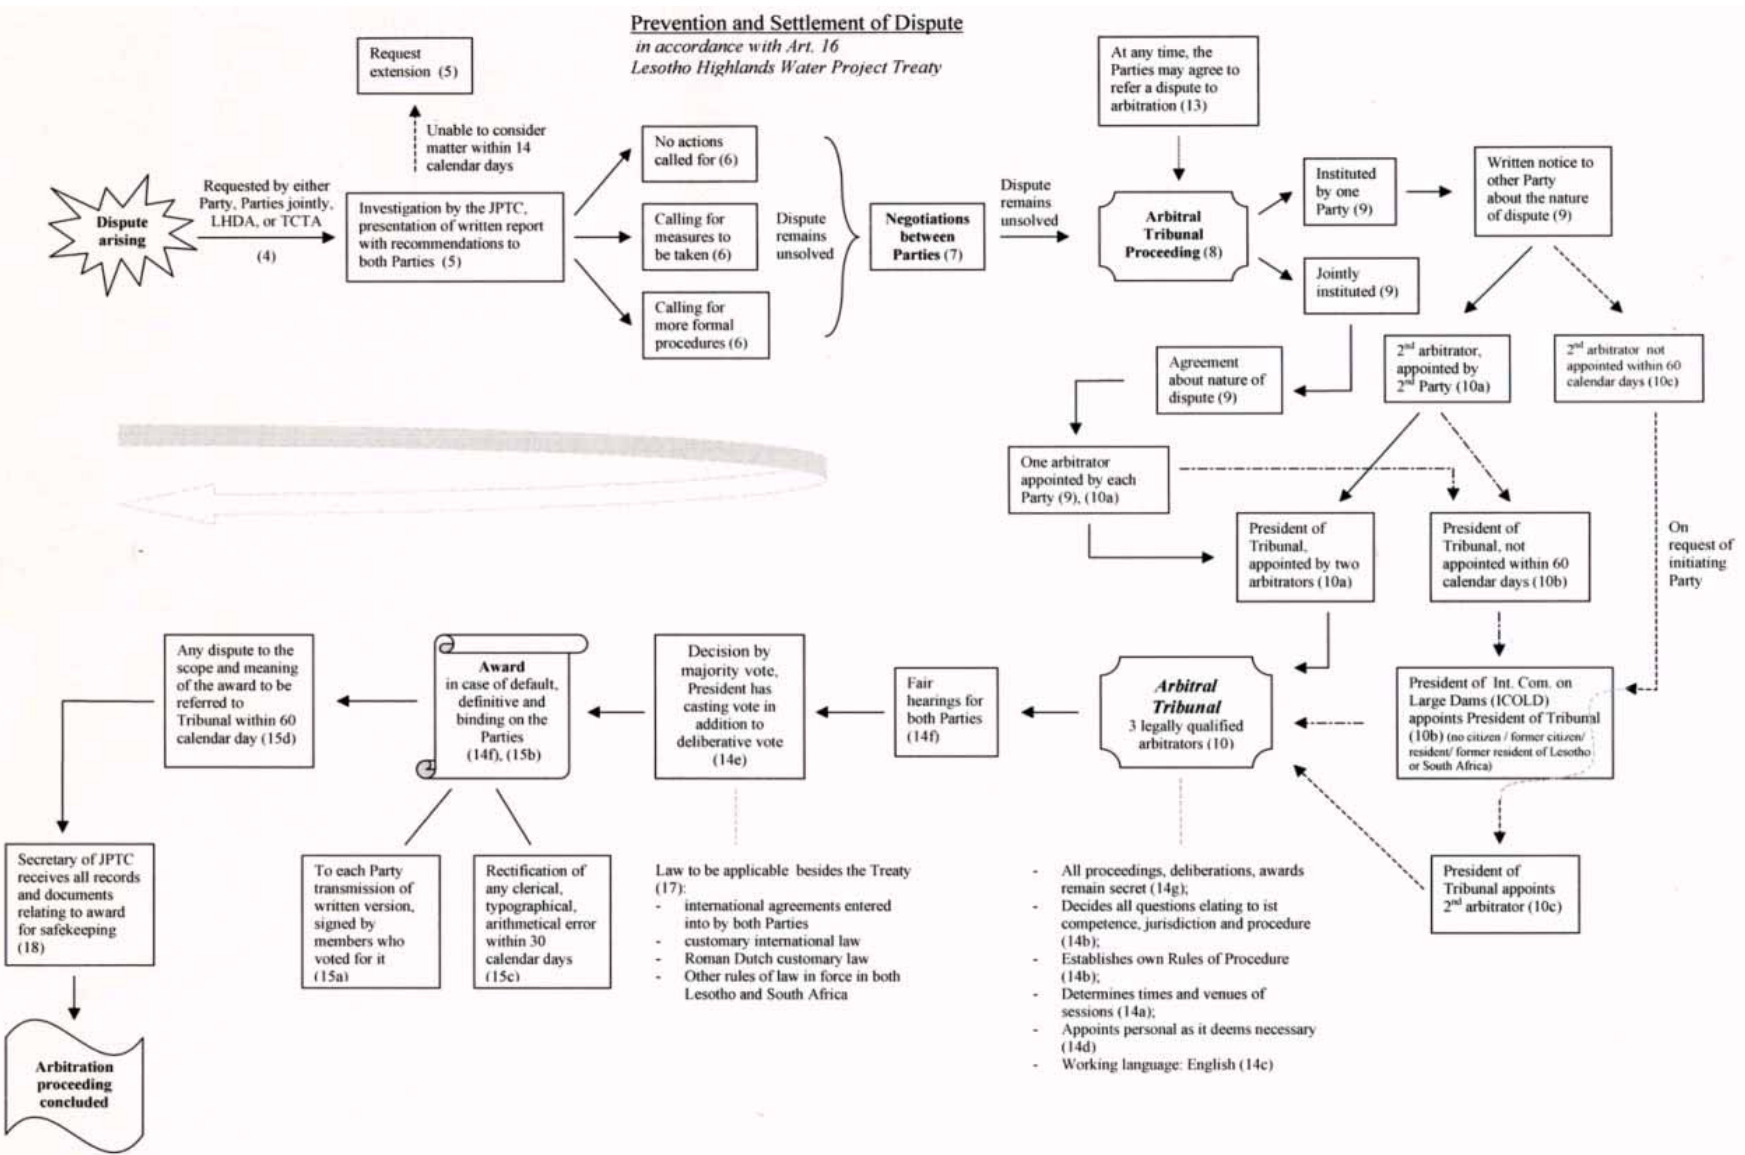 Prevention and Settlement of Dispute
in accordance with Art. 16
Lesotho Highlands Water Project Treaty
Request
extension (5)
Unable to consider
matter within 14
calendar days
Dispute
arising
Requested by either
Party, Parties jointly,
LHDA, or TCTA
(4)
Investigation by the JPTC,
presentation of written report
with recommendations to
both Parties (5)
No actions
called for (6)
Calling for
measures to
be taken (6)
Calling for
more formal
procedures (6)
Dispute
remains
unsolved
Negotiations
between
Parties (7)
Dispute
remains
unsolved
At any time, the
Parties may agree to
refer a dispute to
arbitration (13)
Arbitral
Tribunal
Proceeding (8)
Instituted
by one
Party (9)
Written notice to
other Party
about the nature
of dispute (9)
Jointly
instituted (9)
Agreement
about nature of
dispute (9)
2nd arbitrator,
appointed by
2nd Party (10a)
2nd arbitrator not
appointed within 60
calendar days (10c)
One arbitrator
appointed by each
Party (9), (10a)
President of
Tribunal,
appointed by two
arbitrators (10a)
President of
Tribunal, not
appointed within 60
calendar days (10b)
On
request of
initiating
Party
Any dispute to the
scope and meaning
of the award to be
referred to
Tribunal within 60
calendar day (15d)
Award
in case of default,
definitive and
binding on the
Parties
(14f), (15b)
Decision by
majority vote,
President has
casting vote in
addition to
deliberative vote
(14e)
Fair
hearings for
both Parties
(14f)
Arbitral
Tribunal
3 legally qualified
arbitrators (10)
President of Int. Com. on
Large Dams (ICOLD)
appoints President of Tribunal
(10b) (no citizen / former citizen/
resident/ former resident of Lesotho
or South Africa)
Secretary of JPTC
receives all records
and documents
relating to award
for safekeeping
(18)
To each Party
transmission of
written version,
signed by
members who
voted for it
(15a)
Rectification of
any clerical,
typographical,
arithmetical error
within 30
calendar days
(15c)
Law to be applicable besides the Treaty
(17):
- international agreements entered
into by both Parties
- customary international law
- Roman Dutch customary law
- Other rules of law in force in both
Lesotho and South Africa
- All proceedings, deliberations, awards
remain secret (14g);
- Decides all questions elating to ist
competence, jurisdiction and procedure
(14b);
- Establishes own Rules of Procedure
(14b);
- Determines times and venues of
sessions (14a);
- Appoints personal as it deems necessary
(14d)
- Working language: English (14c)
President of
Tribunal appoints
2nd arbitrator (10c)
Arbitration
proceeding
concluded